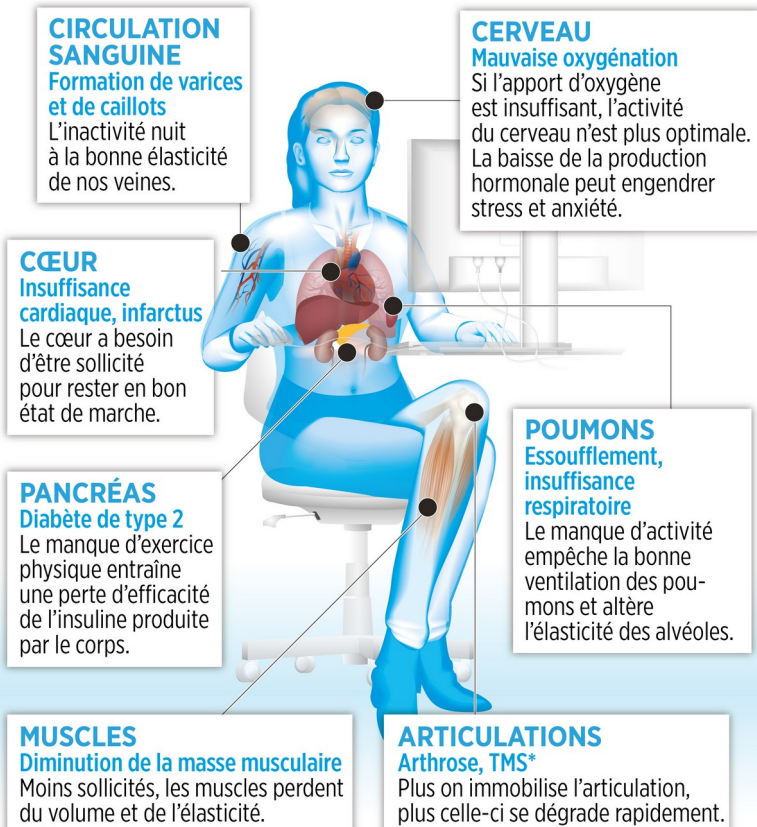 CIRCULATION
SANGUINE
Formation de varices
et de caillots
L'inactivité nuit
à la bonne élasticité
de nos veines.
CERVEAU
Mauvaise oxygénation
Si l'apport d'oxygène
est insuffisant, l'activité
du cerveau n'est plus optimale.
La baisse de la production
hormonale peut engendrer
stress et anxiété.
CŒUR
Insuffisance
cardiaque, infarctus
Le cœur a besoin
d'être sollicité
pour rester en bon
état de marche.
POUMONS
Essoufflement,
insuffisance
respiratoire
Le manque d'activité
empêche la bonne
ventilation des pou-
mons et altère
l'élasticité des alvéoles.
PANCRÉAS
Diabète de type 2
Le manque d'exercice
physique entraîne
une perte d'efficacité
de l'insuline produite
par le corps.
MUSCLES
Diminution de la masse musculaire
Moins sollicités, les muscles perdent
du volume et de l'élasticité.
ARTICULATIONS
Arthrose, TMS*
Plus on immobilise l'articulation,
plus celle-ci se dégrade rapidement.